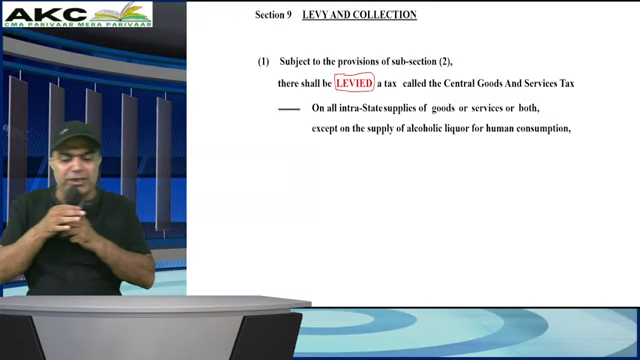 AKC
CMA PARIVAAR MERA PARIVAAR
Section 9 LEVY AND COLLECTION
(1) Subject to the provisions of sub-section (2),
there shall be LEVIED a tax called the Central Goods And Services Tax
On all intra-State supplies of goods or services or both,
except on the supply of alcoholic liquor for human consumption,